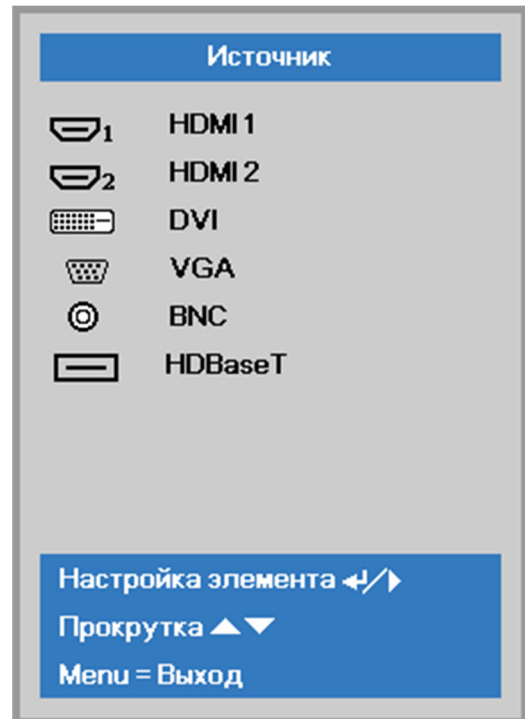 Источник
HDMI 1
HDMI 2
DVI
VGA
BNC
HDBaseT
Настройка элемента ↵/▶
Прокрутка ▲▼
Menu = Выход